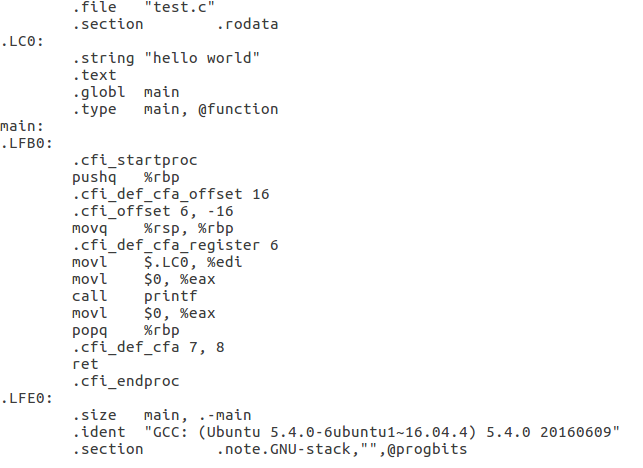 .file "test.c"
.section .rodata
.LC0:
.string "hello world"
.text
.globl main
.type main, @function
main:
.LFB0:
.cfi_startproc
pushq %rbp
.cfi_def_cfa_offset 16
.cfi_offset 6, -16
movq %rsp, %rbp
.cfi_def_cfa_register 6
movl $.LC0, %edi
movl $0, %eax
call printf
movl $0, %eax
popq %rbp
.cfi_def_cfa 7, 8
ret
.cfi_endproc
.LFE0:
.size main, .-main
.ident "GCC: (Ubuntu 5.4.0-6ubuntu1~16.04.4) 5.4.0 20160609"
.section .note.GNU-stack,"",@progbits